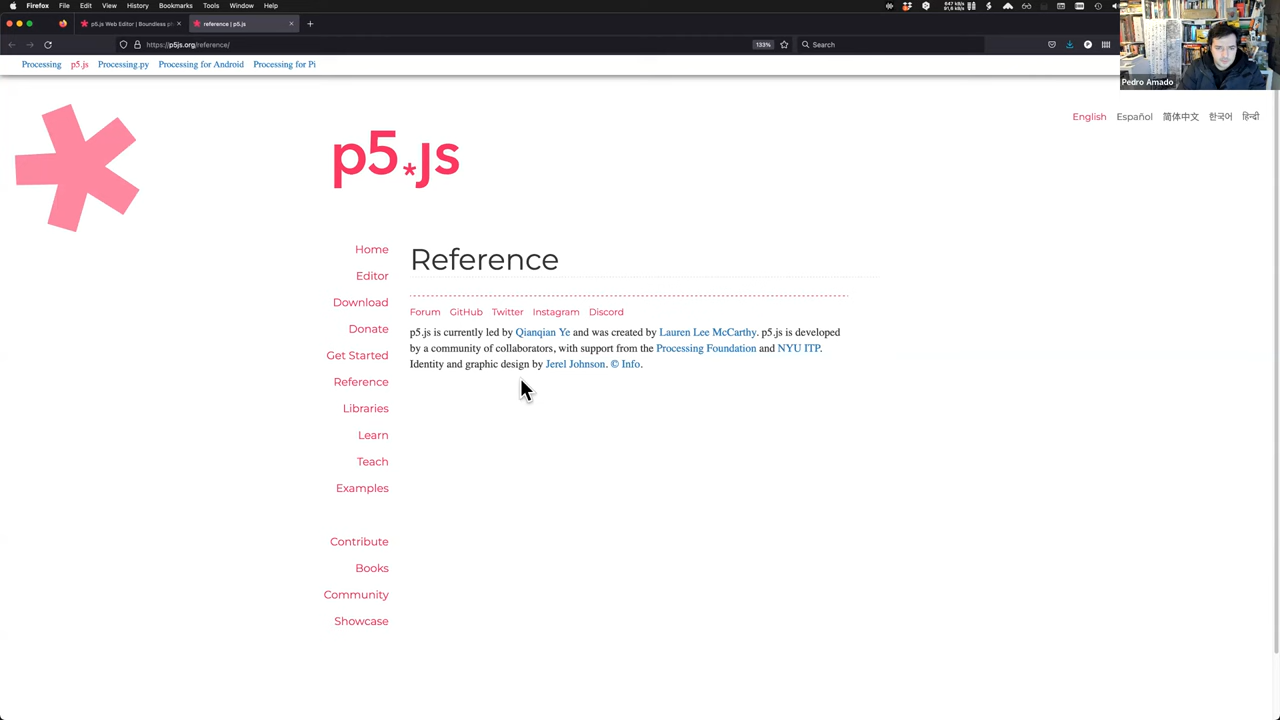 Firefox File Edit View History Bookmarks Tools Window Help
p5.js Web Editor | Boundless p
reference | p5.js
https://p5js.org/reference/
133%
Search
Processing p5.js Processing.py Processing for Android Processing for Pi
Pedro Amado
English Español 简体中文 한국어 हिन्दी
p5*js
Home
Editor
Download
Donate
Get Started
Reference
Libraries
Learn
Teach
Examples
Contribute
Books
Community
Showcase
Reference
Forum GitHub Twitter Instagram Discord
p5.js is currently led by Qianqian Ye and was created by Lauren Lee McCarthy. p5.js is developed
by a community of collaborators, with support from the Processing Foundation and NYU ITP.
Identity and graphic design by Jerel Johnson. © Info.